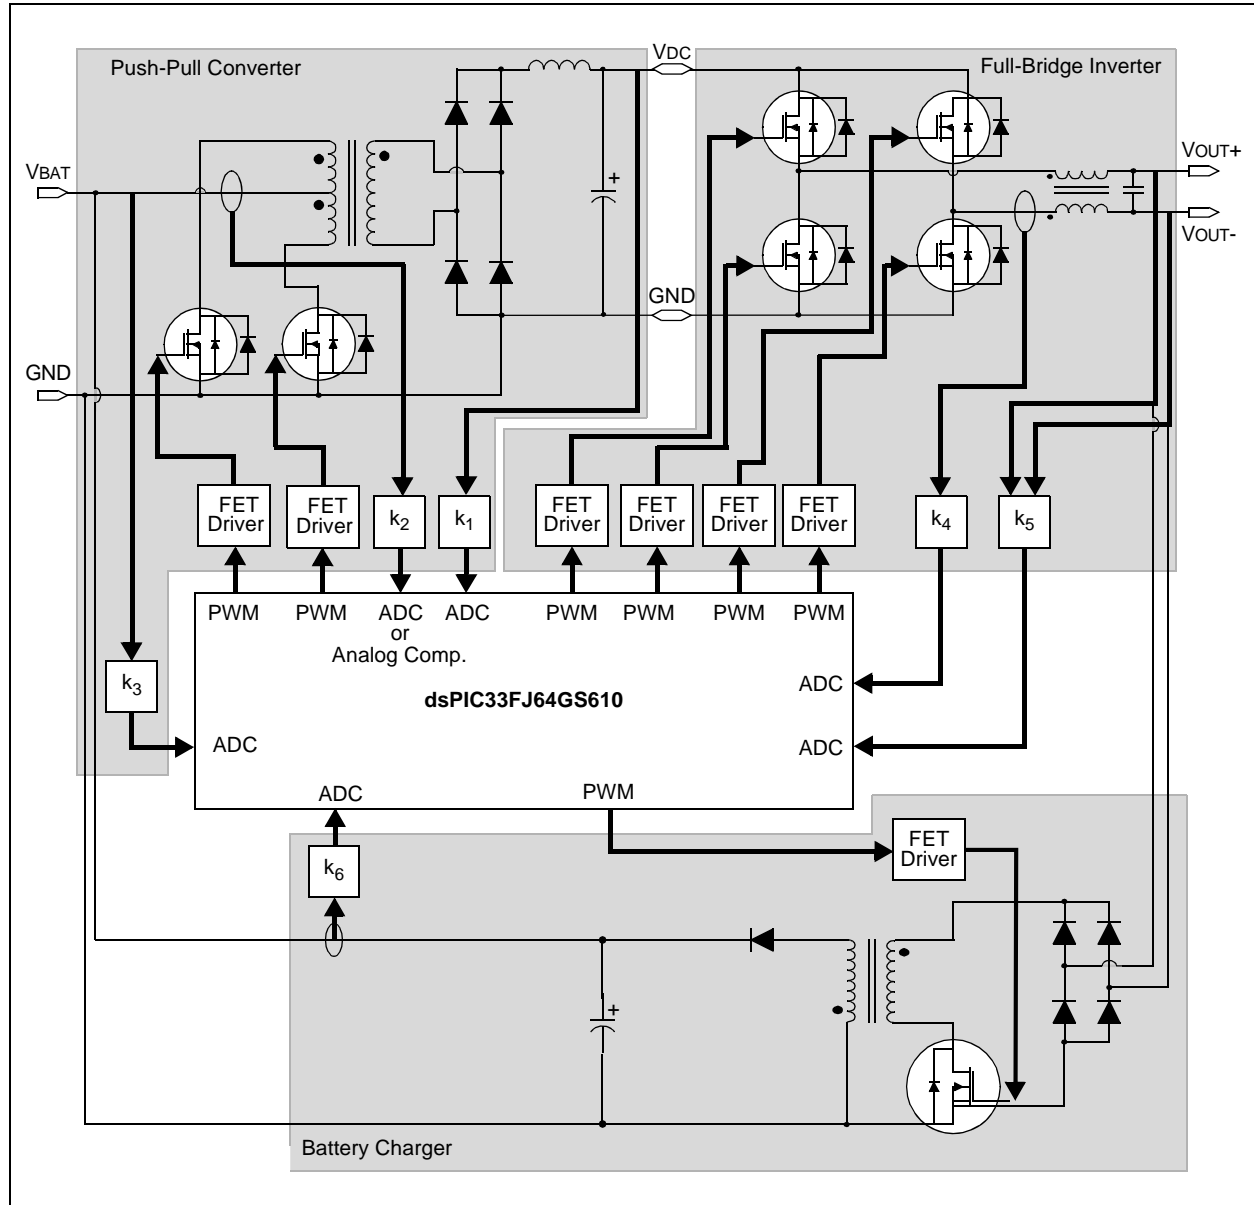 VDC
Push-Pull Converter
Full-Bridge Inverter
VBAT
+
VOUT+
VOUT-
GND
GND
FET
Driver
FET
Driver
k2
k1
FET
Driver
FET
Driver
FET
Driver
FET
Driver
k4
k5
PWM
PWM
ADC
or
Analog Comp.
ADC
PWM
PWM
PWM
PWM
k3
ADC
dsPIC33FJ64GS610
ADC
ADC
ADC
PWM
k6
FET
Driver
+
Battery Charger